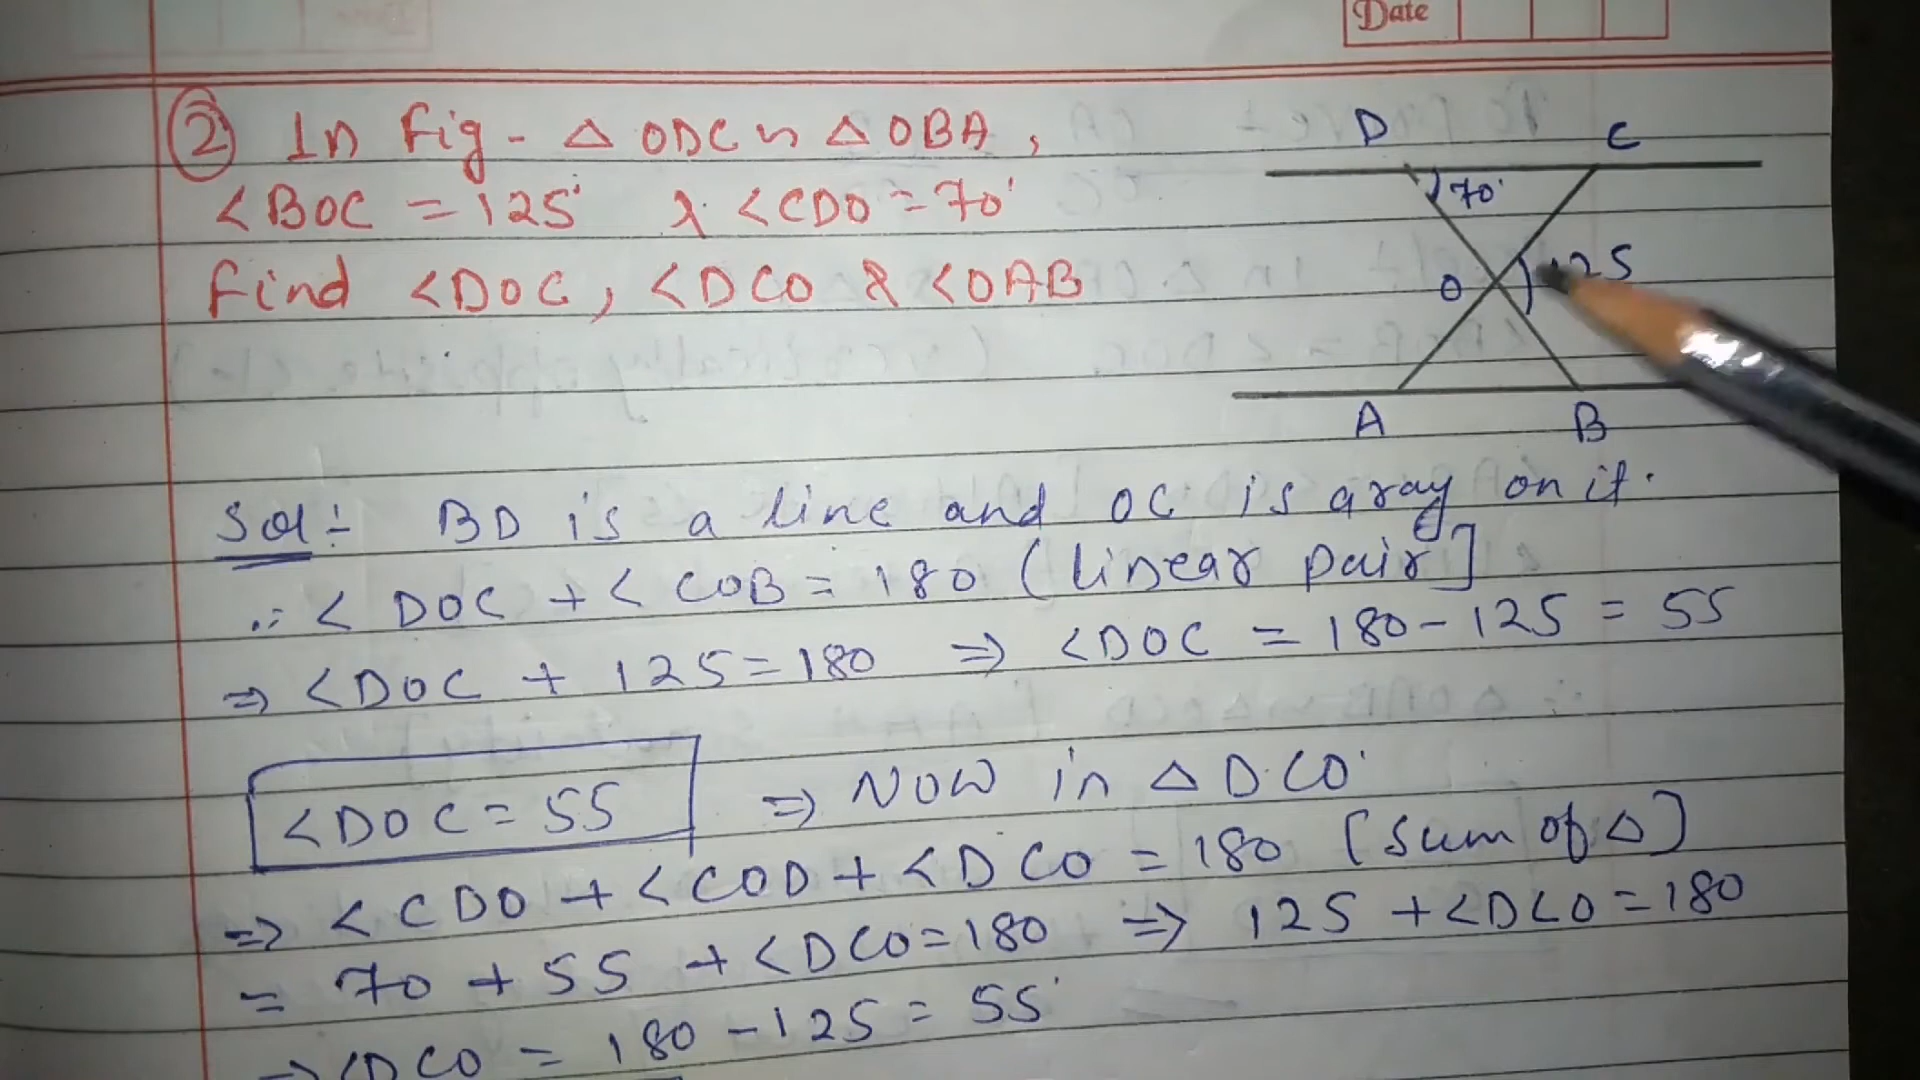 Date
② In fig - △ ODC ~ △ OBA,
<BOC = 125° & <CDO = 70°
find <DOC, <DCO & <OAB
D C
70°
O 125
A B
Sol :- BD is a line and OC is a ray on it.
∴ < DOC + < COB = 180 (linear pair]
⇒ <DOC + 125 = 180 ⇒ <DOC = 180 - 125 = 55
<DOC = 55 ⇒ NOW in △ DCO
⇒ < CDO + <COD + <DCO = 180 [sum of △]
= 70 + 55 + <DCO = 180 ⇒ 125 + <DCO = 180
⇒ <DCO = 180 - 125 = 55°